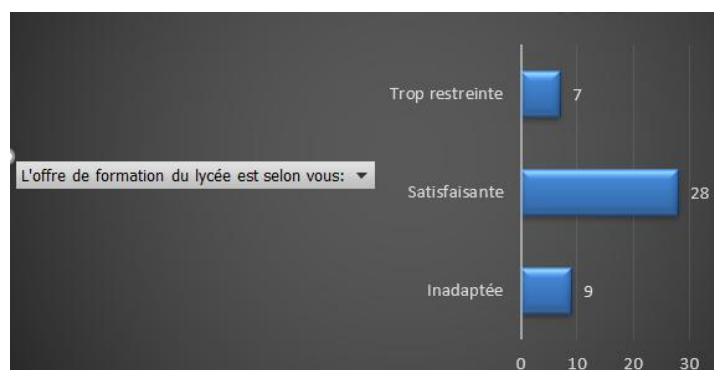 Trop restreinte 7
L'offre de formation du lycée est selon vous:
Satisfaisante 28
Inadaptée 9
0 10 20 30